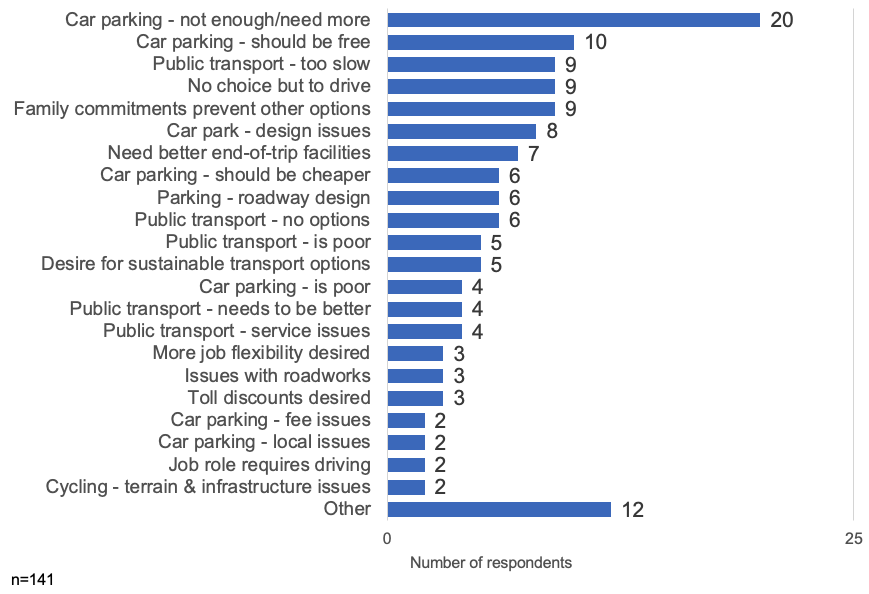 Car parking - not enough/need more 20
Car parking - should be free 10
Public transport - too slow 9
No choice but to drive 9
Family commitments prevent other options 9
Car park - design issues 8
Need better end-of-trip facilities 7
Car parking - should be cheaper 6
Parking - roadway design 6
Public transport - no options 6
Public transport - is poor 5
Desire for sustainable transport options 5
Car parking - is poor 4
Public transport - needs to be better 4
Public transport - service issues 4
More job flexibility desired 3
Issues with roadworks 3
Toll discounts desired 3
Car parking - fee issues 2
Car parking - local issues 2
Job role requires driving 2
Cycling - terrain & infrastructure issues 2
Other 12
0 25
Number of respondents
n=141